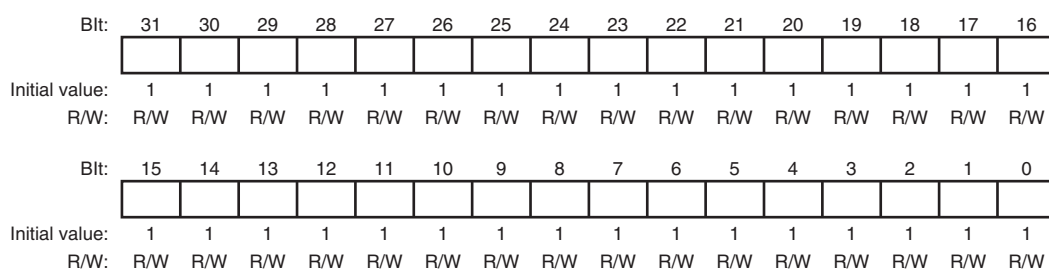 BIt: 31 30 29 28 27 26 25 24 23 22 21 20 19 18 17 16
Initial value: 1 1 1 1 1 1 1 1 1 1 1 1 1 1 1 1
R/W: R/W R/W R/W R/W R/W R/W R/W R/W R/W R/W R/W R/W R/W R/W R/W R/W
BIt: 15 14 13 12 11 10 9 8 7 6 5 4 3 2 1 0
Initial value: 1 1 1 1 1 1 1 1 1 1 1 1 1 1 1 1
R/W: R/W R/W R/W R/W R/W R/W R/W R/W R/W R/W R/W R/W R/W R/W R/W R/W